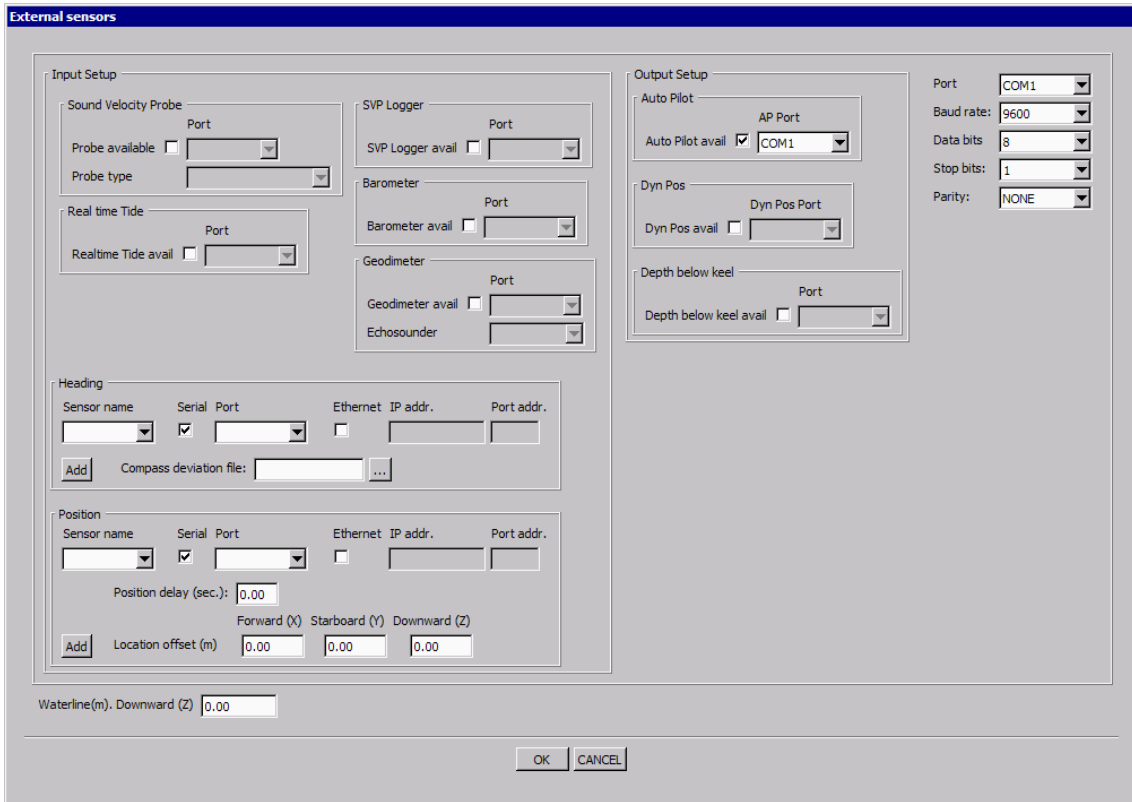 External sensors
Input Setup
Sound Velocity Probe
Port
Probe available
Probe type
Real time Tide
Port
Realtime Tide avail
SVP Logger
Port
SVP Logger avail
Barometer
Port
Barometer avail
Geodimeter
Port
Geodimeter avail
Echosounder
Heading
Sensor name Serial Port Ethernet IP addr. Port addr.
Add Compass deviation file: ...
Position
Sensor name Serial Port Ethernet IP addr. Port addr.
Position delay (sec.): 0.00
Forward (X) Starboard (Y) Downward (Z)
Add Location offset (m) 0.00 0.00 0.00
Output Setup
Auto Pilot
AP Port
Auto Pilot avail COM1
Dyn Pos
Dyn Pos Port
Dyn Pos avail
Depth below keel
Port
Depth below keel avail
Port COM1
Baud rate: 9600
Data bits 8
Stop bits: 1
Parity: NONE
Waterline(m). Downward (Z) 0.00
OK CANCEL